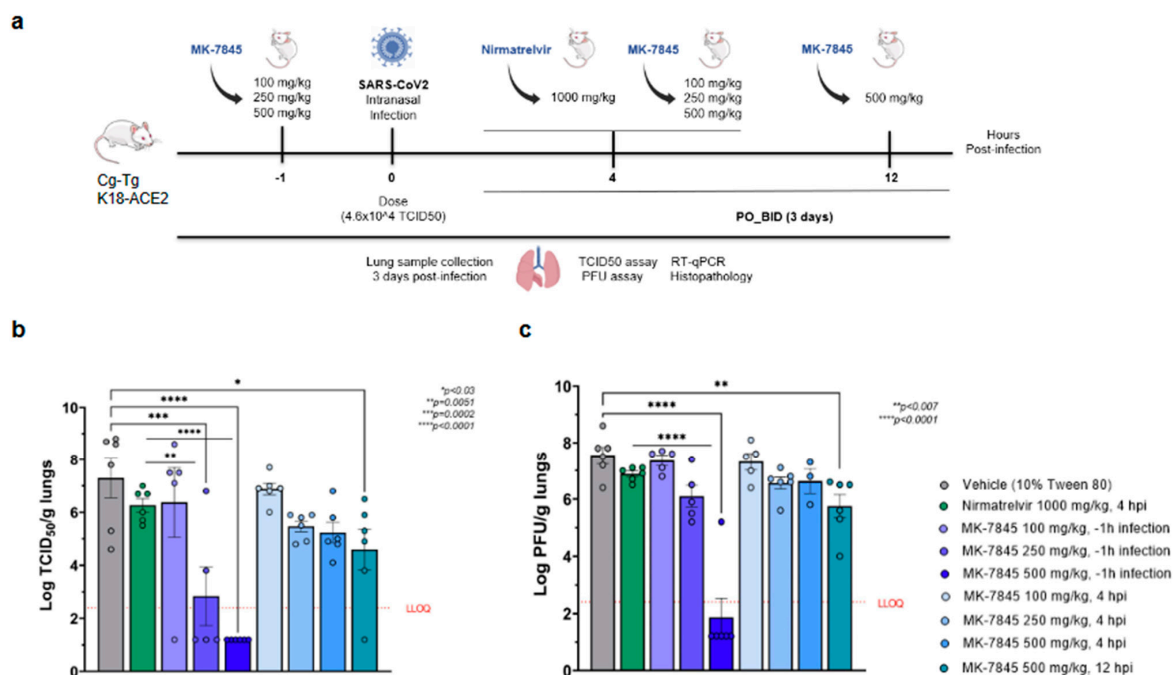 a
MK-7845
100 mg/kg
250 mg/kg
500 mg/kg
SARS-CoV2
Intranasal
Infection
Nirmatrelvir
1000 mg/kg
MK-7845
100 mg/kg
250 mg/kg
500 mg/kg
MK-7845
500 mg/kg
Hours
Post-infection
Cg-Tg
K18-ACE2
-1
0
4
12
Dose
(4.6x10^4 TCID50)
PO_BID (3 days)
Lung sample collection
3 days post-infection
TCID50 assay
PFU assay
RT-qPCR
Histopathology
b
*
****
***
****
**
*p<0.03
**p=0.0051
***p=0.0002
****p<0.0001
Log TCID50/g lungs
10
8
6
4
2
0
LLOQ
c
**
****
****
**p<0.007
****p<0.0001
Log PFU/g lungs
10
8
6
4
2
0
LLOQ
Vehicle (10% Tween 80)
Nirmatrelvir 1000 mg/kg, 4 hpi
MK-7845 100 mg/kg, -1h infection
MK-7845 250 mg/kg, -1h infection
MK-7845 500 mg/kg, -1h infection
MK-7845 100 mg/kg, 4 hpi
MK-7845 250 mg/kg, 4 hpi
MK-7845 500 mg/kg, 4 hpi
MK-7845 500 mg/kg, 12 hpi